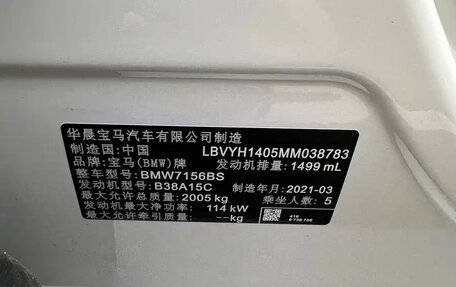 华晨宝马汽车有限公司制造
制造国：中国 LBVYH1405MM038783
品牌：宝马(BMW)牌 发动机排量：1499 mL
整车型号：BMW7156BS
发动机型号：B38A15C 制造年月：2021-03
最大允许总质量：2005 kg 乘坐人数：5
发动机最大净功率：114 kW
最大允许牵引质量：--kg
416